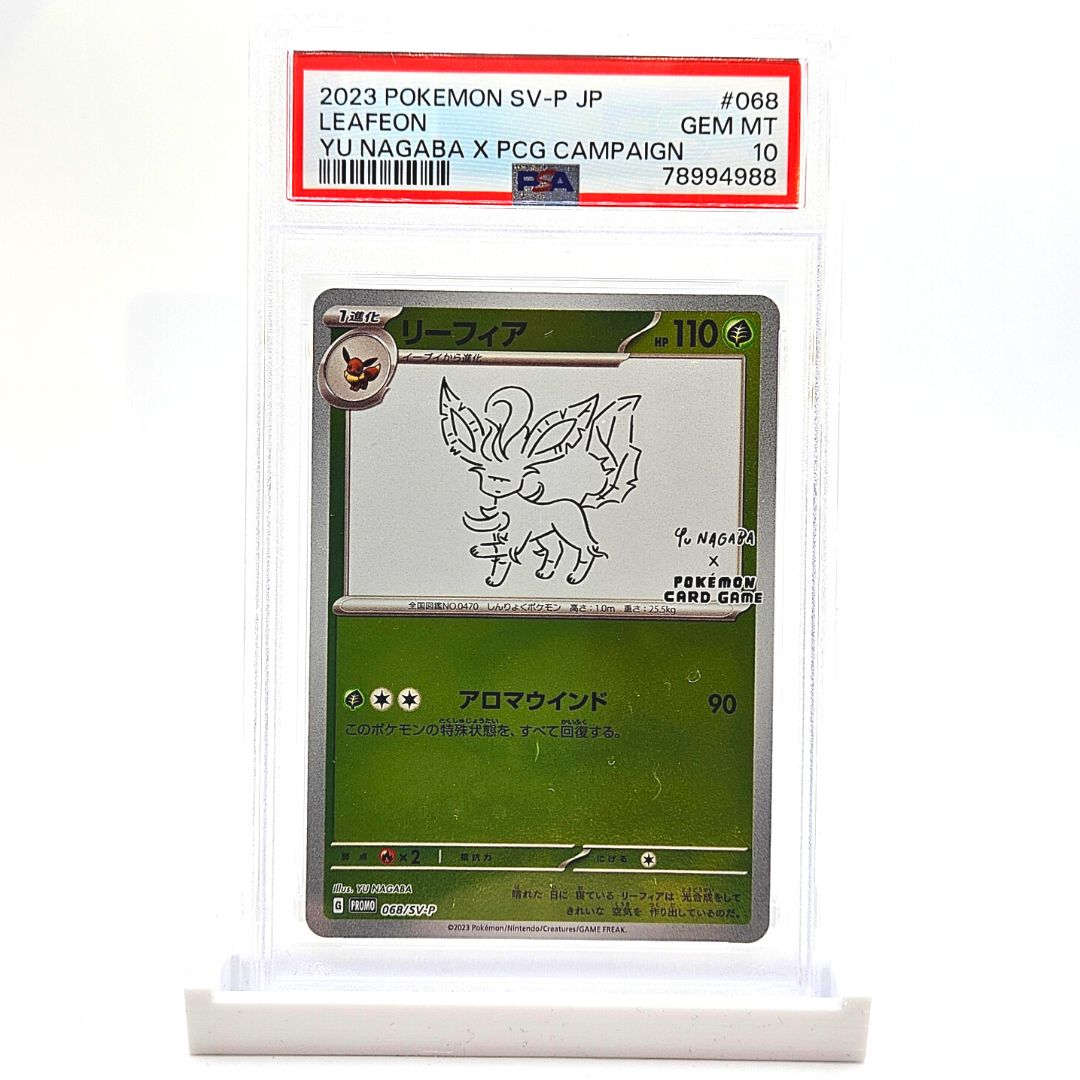 2023 POKEMON SV-P JP #068
LEAFEON GEM MT
YU NAGABA X PCG CAMPAIGN 10
PSA 78994988
1進化
リーフィア HP 110
イーブイから進化
YU NAGABA
×
POKÉMON
CARD GAME
全国図鑑NO.0470 しんりょくポケモン 高さ:1.0m 重さ:25.5kg
アロマウインド 90
このポケモンの特殊状態を、すべて回復する。
弱点 ×2 抵抗力 にげる
Illus. YU NAGABA
G PROMO 068/SV-P
晴れた 日に 寝ている リーフィアは 光合成をして
きれいな 空気を 作り出しているのだ。
©2023 Pokémon/Nintendo/Creatures/GAME FREAK.